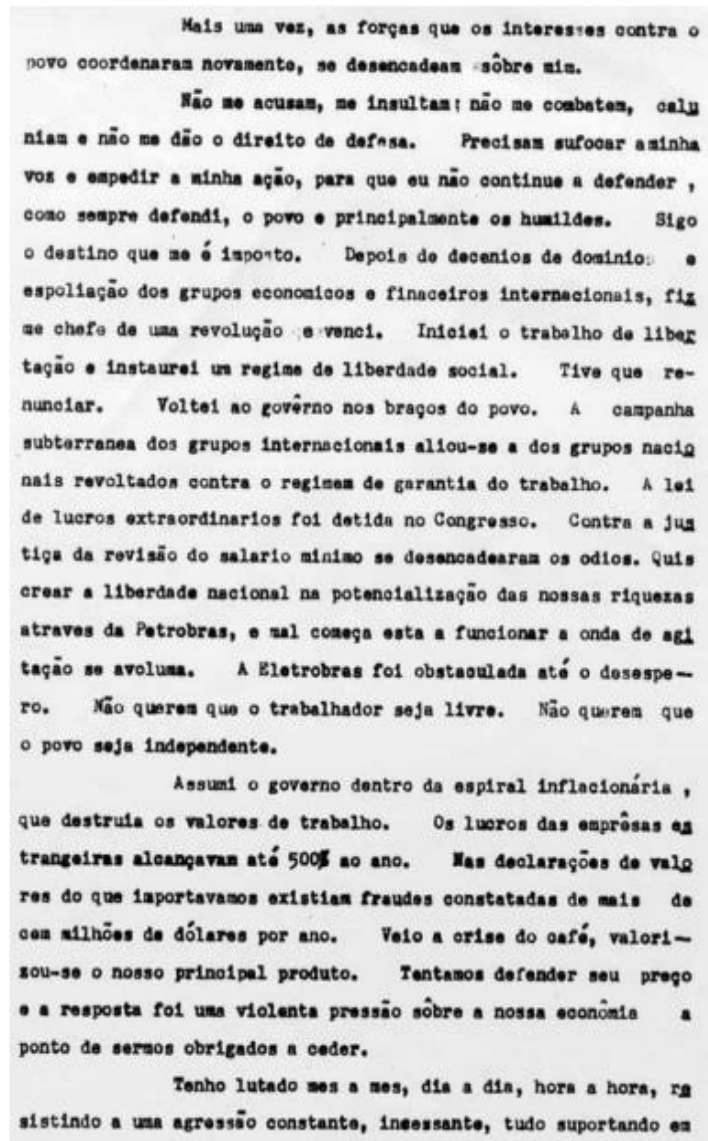 Mais uma vez, as forças que os interesses contra o
povo coordenaram novamente, se desencadeam sôbre mim.
Não me acusam, me insultam; não me combatem, calu
niam e não me dão o direito de defesa. Precisam sufocar aminha
voz e empedir a minha ação, para que eu não continue a defender ,
como sempre defendi, o povo e principalmente os humildes. Sigo
o destino que me é imposto. Depois de decenios de dominio e
espoliação dos grupos economicos e finaceiros internacionais, fiz
me chefe de uma revolução e venci. Iniciei o trabalho de liber
tação e instaurei um regime de liberdade social. Tive que re-
nunciar. Voltei ao govêrno nos braços do povo. A campanha
subterranea dos grupos internacionais aliou-se a dos grupos nacio
nais revoltados contra o regimem de garantia do trabalho. A lei
de lucros extraordinarios foi detida no Congresso. Contra a jus
tiça da revisão do salario minimo se desencadearam os odios. Quis
crear a liberdade nacional na potencialização das nossas riquezas
atraves da Petrobras, e mal começa esta a funcionar a onda de agi
tação se avoluma. A Eletrobras foi obstaculada até o desespe-
ro. Não querem que o trabalhador seja livre. Não querem que
o povo seja independente.
Assumi o governo dentro da espiral inflacionária ,
que destruia os valores de trabalho. Os lucros das emprêsas es
trangeiras alcançavam até 500% ao ano. Nas declarações de valo
res do que importavamos existiam fraudes constatadas de mais de
cem milhões de dólares por ano. Veio a crise do café, valori-
zou-se o nosso principal produto. Tentamos defender seu preço
e a resposta foi uma violenta pressão sôbre a nossa econômia a
ponto de sermos obrigados a ceder.
Tenho lutado mes a mes, dia a dia, hora a hora, re
sistindo a uma agressão constante, incessante, tudo suportando em